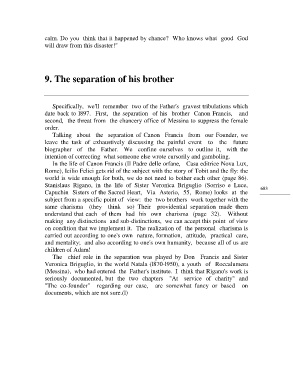 calm. Do you think that it happened by chance? Who knows what good God
will draw from this disaster!"
9. The separation of his brother
Specifically, we'll remember two of the Father's gravest tribulations which
date back to 1897. First, the separation of his brother Canon Francis, and
second, the threat from the chancery office of Messina to suppress the female
order.
Talking about the separation of Canon Francis from our Founder, we
leave the task of exhaustively discussing the painful event to the future
biographer of the Father. We confine ourselves to outline it, with the
intention of correcting what someone else wrote cursorily and gambolling.
In the life of Canon Francis (Il Padre delle orfane, Casa editrice Nova Lux,
Rome), Icilio Felici gets rid of the subject with the story of Tobit and the fly: the
world is wide enough for both, we do not need to bother each other (page 86).
Stanislaus Rigano, in the life of Sister Veronica Briguglio (Sorriso e Luce,
Capuchin Sisters of the Sacred Heart, Via Asterio, 55, Rome) looks at the
subject from a specific point of view: the two brothers work together with the
same charisma (they think so) Their providential separation made them
understand that each of them had his own charisma (page 32). Without
making any distinctions and sub-distinctions, we can accept this point of view
on condition that we implement it. The realization of the personal charisma is
carried out according to one's own nature, formation, attitude, practical care,
and mentality, and also according to one's own humanity, because all of us are
children of Adam!
The chief role in the separation was played by Don Francis and Sister
Veronica Briguglio, in the world Natala (1870-1950), a youth of Roccalumera
(Messina), who had entered the Father's institute. I think that Rigano's work is
seriously documented, but the two chapters "At service of charity" and
"The co-founder" regarding our case, are somewhat fancy or based on
documents, which are not sure.(1)
603